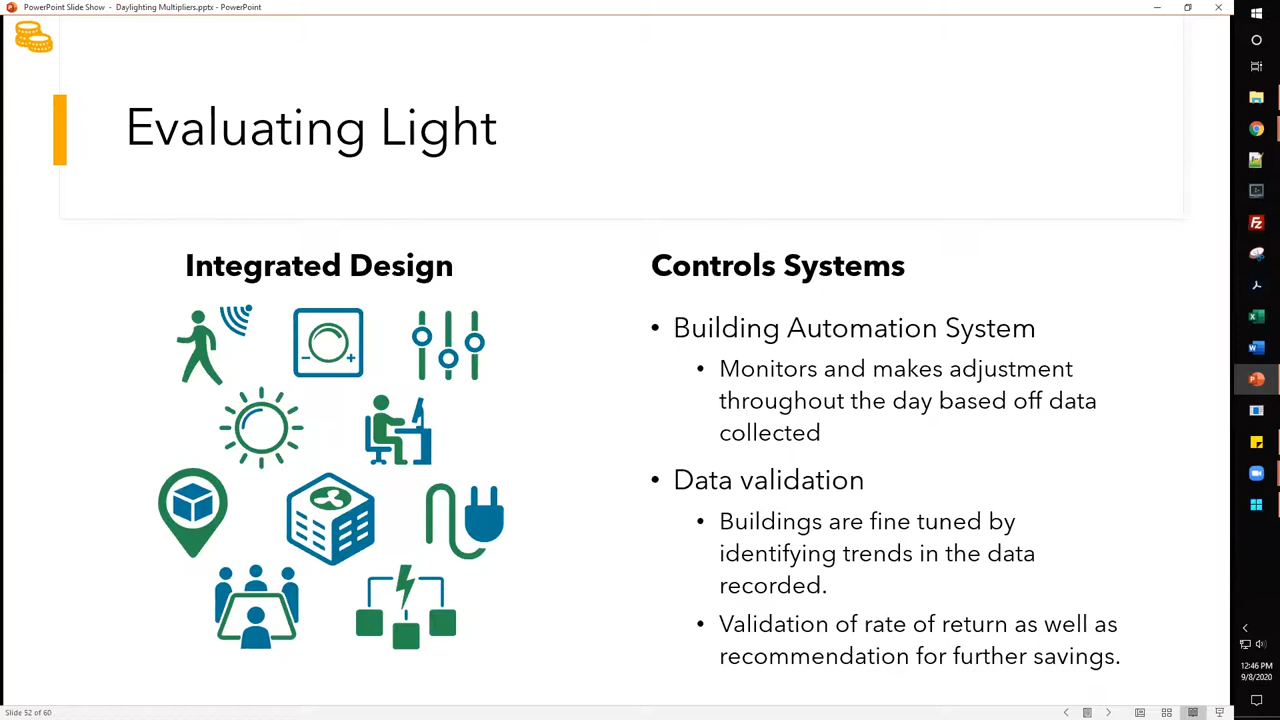 PowerPoint Slide Show - Daylighting Multipliers.pptx - PowerPoint
Evaluating Light
Integrated Design
Controls Systems
• Building Automation System
• Monitors and makes adjustment
throughout the day based off data
collected
• Data validation
• Buildings are fine tuned by
identifying trends in the data
recorded.
• Validation of rate of return as well as
recommendation for further savings.
Slide 52 of 60
12:46 PM
9/8/2020